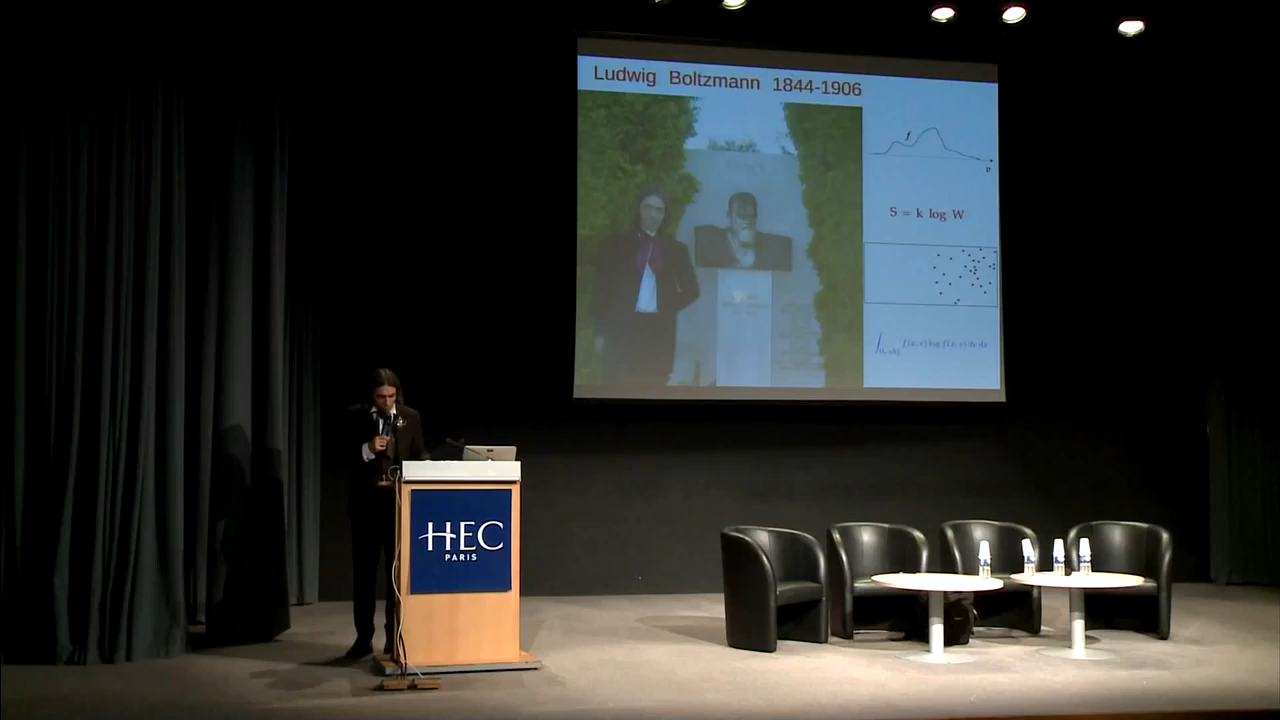 Ludwig Boltzmann 1844-1906
f
p
S = k log W
HEC
PARIS